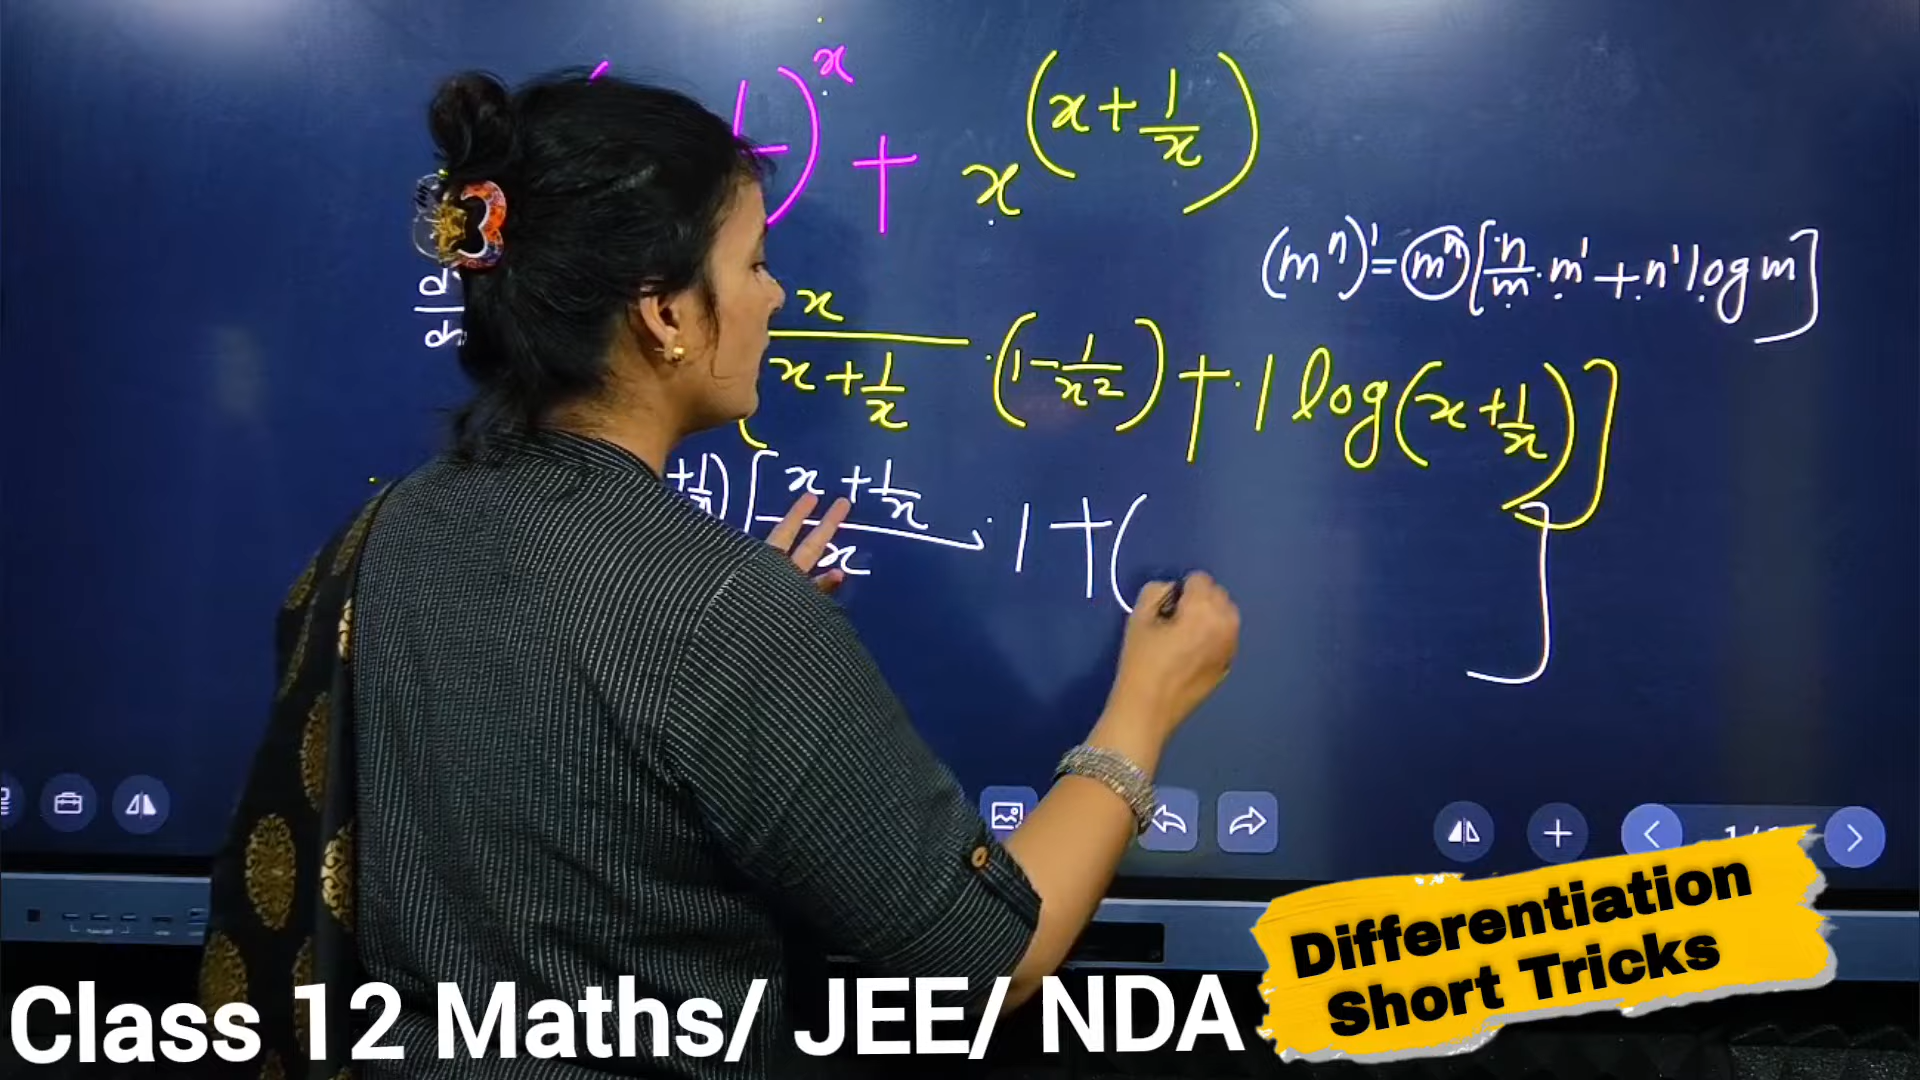 )^x + x^(x + 1/x)
(m^n)' = m^n [n/m · m' + n' log m]
d
x/(x + 1/x) · (1 - 1/x²) + · 1 log(x + 1/x)]
+ 1/x) [(x + 1/x)/x · 1 + ( ]
Differentiation
Short Tricks
Class 12 Maths/ JEE/ NDA